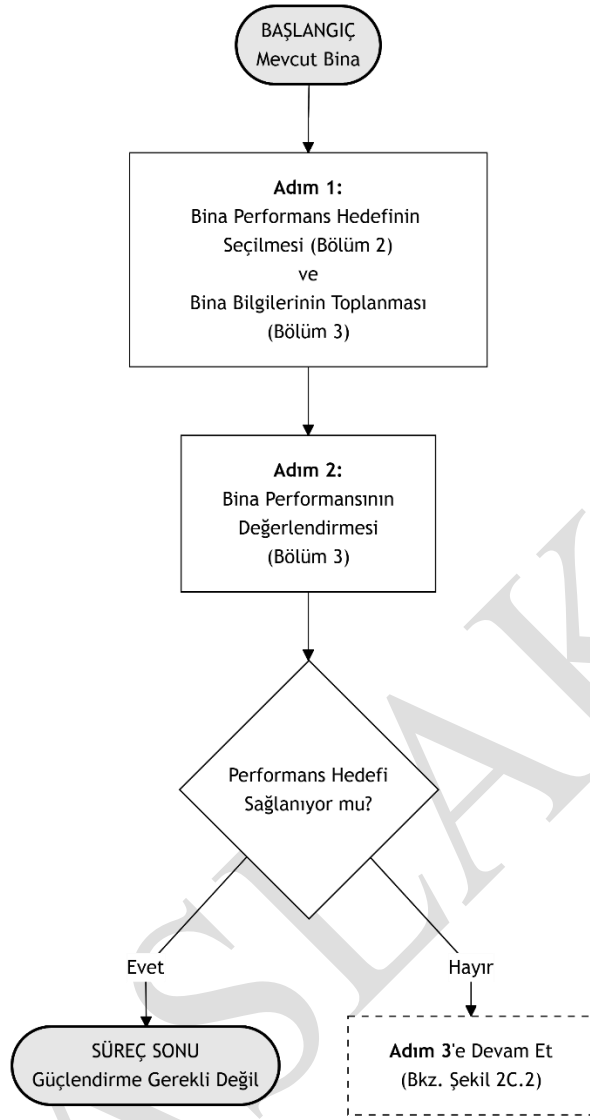 BAŞLANGIÇ
Mevcut Bina
Adım 1:
Bina Performans Hedefinin
Seçilmesi (Bölüm 2)
ve
Bina Bilgilerinin Toplanması
(Bölüm 3)
Adım 2:
Bina Performansının
Değerlendirmesi
(Bölüm 3)
Performans Hedefi
Sağlanıyor mu?
Evet
Hayır
SÜREÇ SONU
Güçlendirme Gerekli Değil
Adım 3'e Devam Et
(Bkz. Şekil 2C.2)